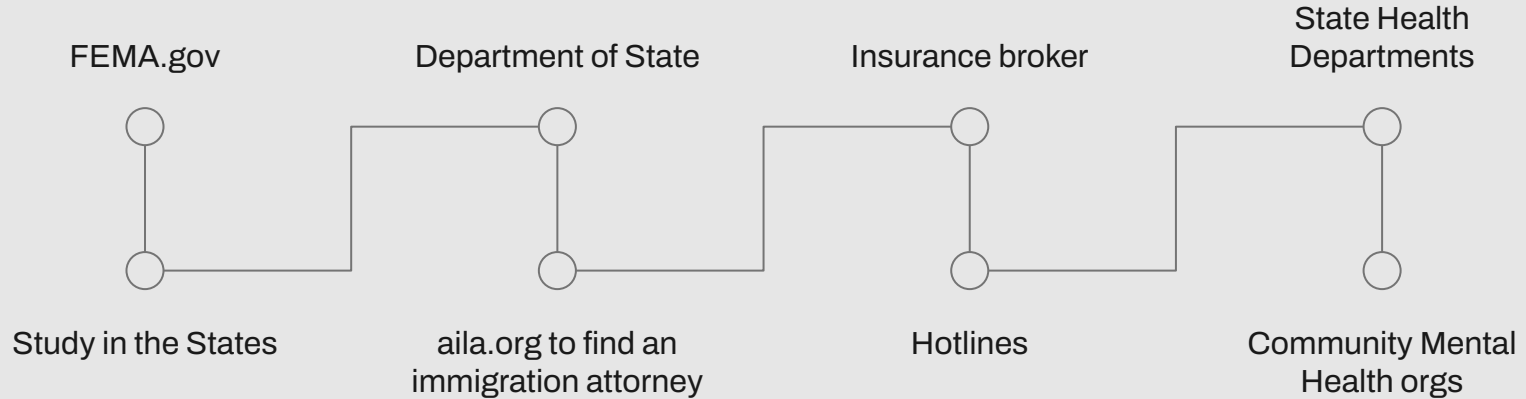 FEMA.gov
Study in the States
Department of State
aila.org to find an
immigration attorney
Insurance broker
Hotlines
State Health
Departments
Community Mental
Health orgs